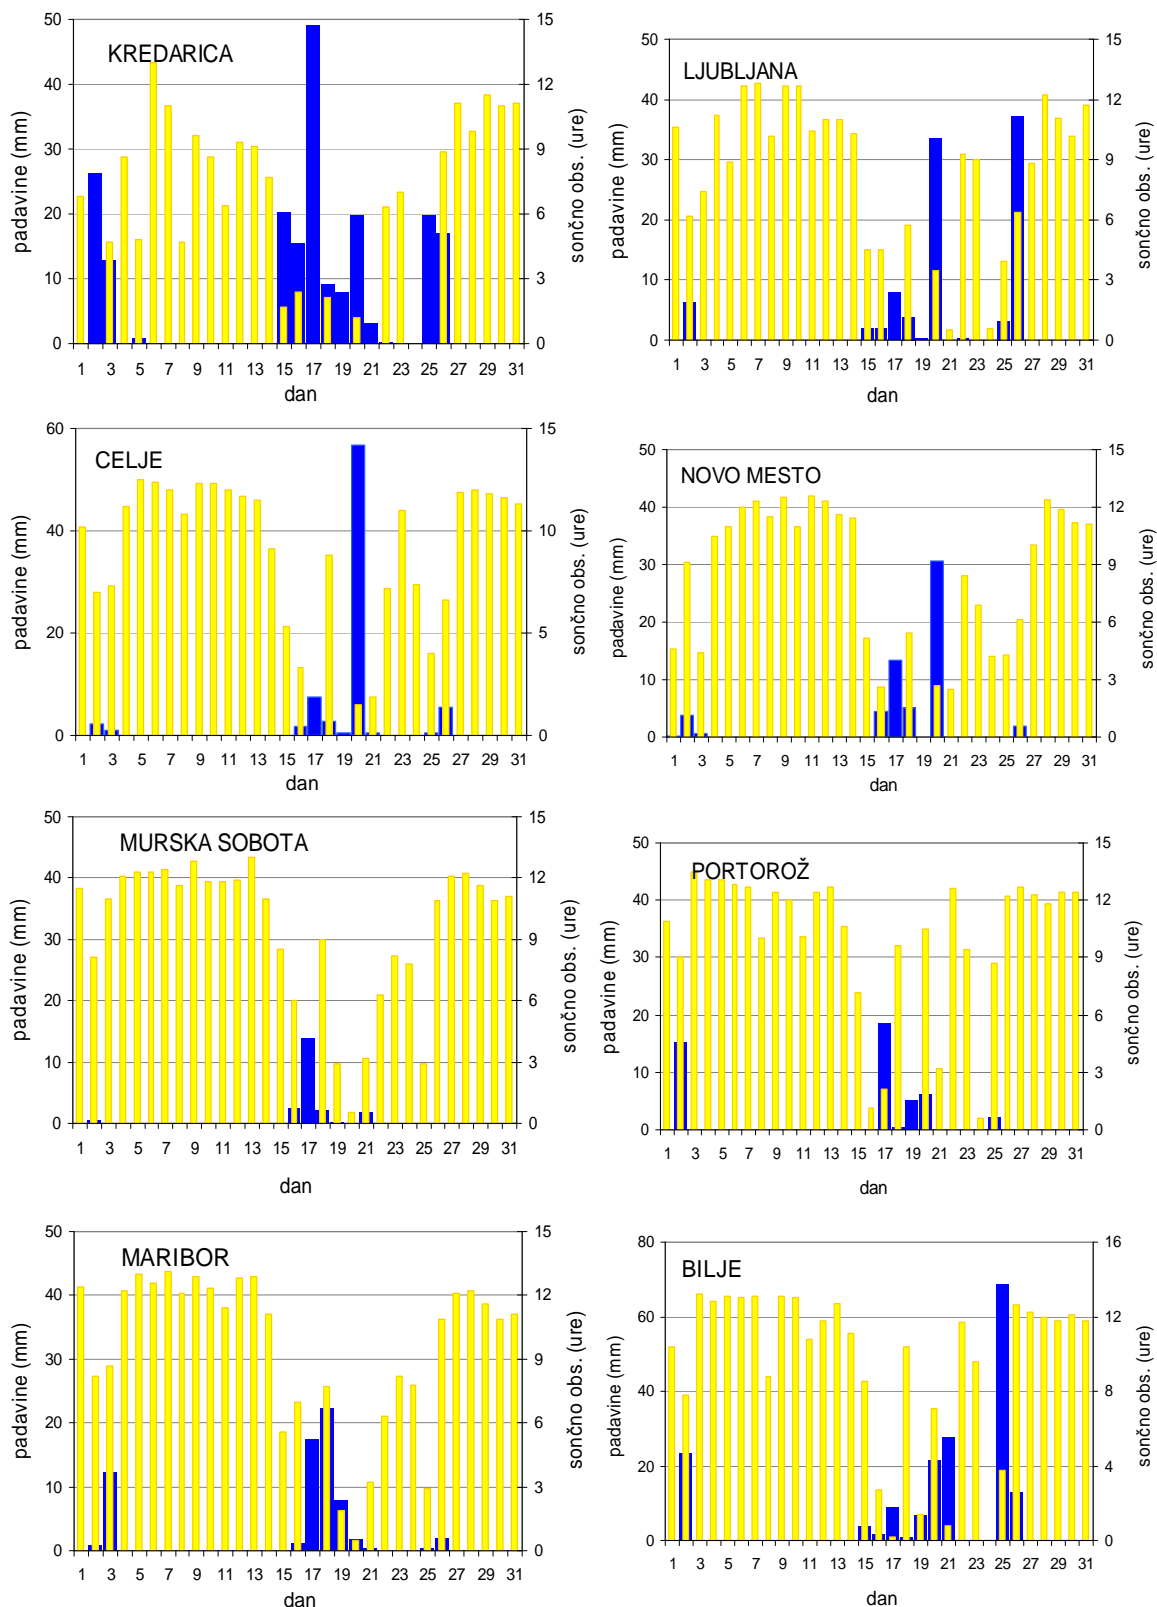 KREDARICA
padavine (mm)
sončno obs. (ure)
50 40 30 20 10 0
15 12 9 6 3 0
1 3 5 7 9 11 13 15 17 19 21 23 25 27 29 31
dan
LJUBLJANA
padavine (mm)
sončno obs. (ure)
50 40 30 20 10 0
15 12 9 6 3 0
1 3 5 7 9 11 13 15 17 19 21 23 25 27 29 31
dan
CELJE
padavine (mm)
sončno obs. (ure)
60 40 20 0
15 10 5 0
1 3 5 7 9 11 13 15 17 19 21 23 25 27 29 31
dan
NOVO MESTO
padavine (mm)
sončno obs. (ure)
50 40 30 20 10 0
15 12 9 6 3 0
1 3 5 7 9 11 13 15 17 19 21 23 25 27 29 31
dan
MURSKA SOBOTA
padavine (mm)
sončno obs. (ure)
50 40 30 20 10 0
15 12 9 6 3 0
1 3 5 7 9 11 13 15 17 19 21 23 25 27 29 31
dan
PORTOROŽ
padavine (mm)
sončno obs. (ure)
50 40 30 20 10 0
15 12 9 6 3 0
1 3 5 7 9 11 13 15 17 19 21 23 25 27 29 31
dan
MARIBOR
padavine (mm)
sončno obs. (ure)
50 40 30 20 10 0
15 12 9 6 3 0
1 3 5 7 9 11 13 15 17 19 21 23 25 27 29 31
dan
BILJE
padavine (mm)
sončno obs. (ure)
80 60 40 20 0
16 12 8 4 0
1 3 5 7 9 11 13 15 17 19 21 23 25 27 29 31
dan